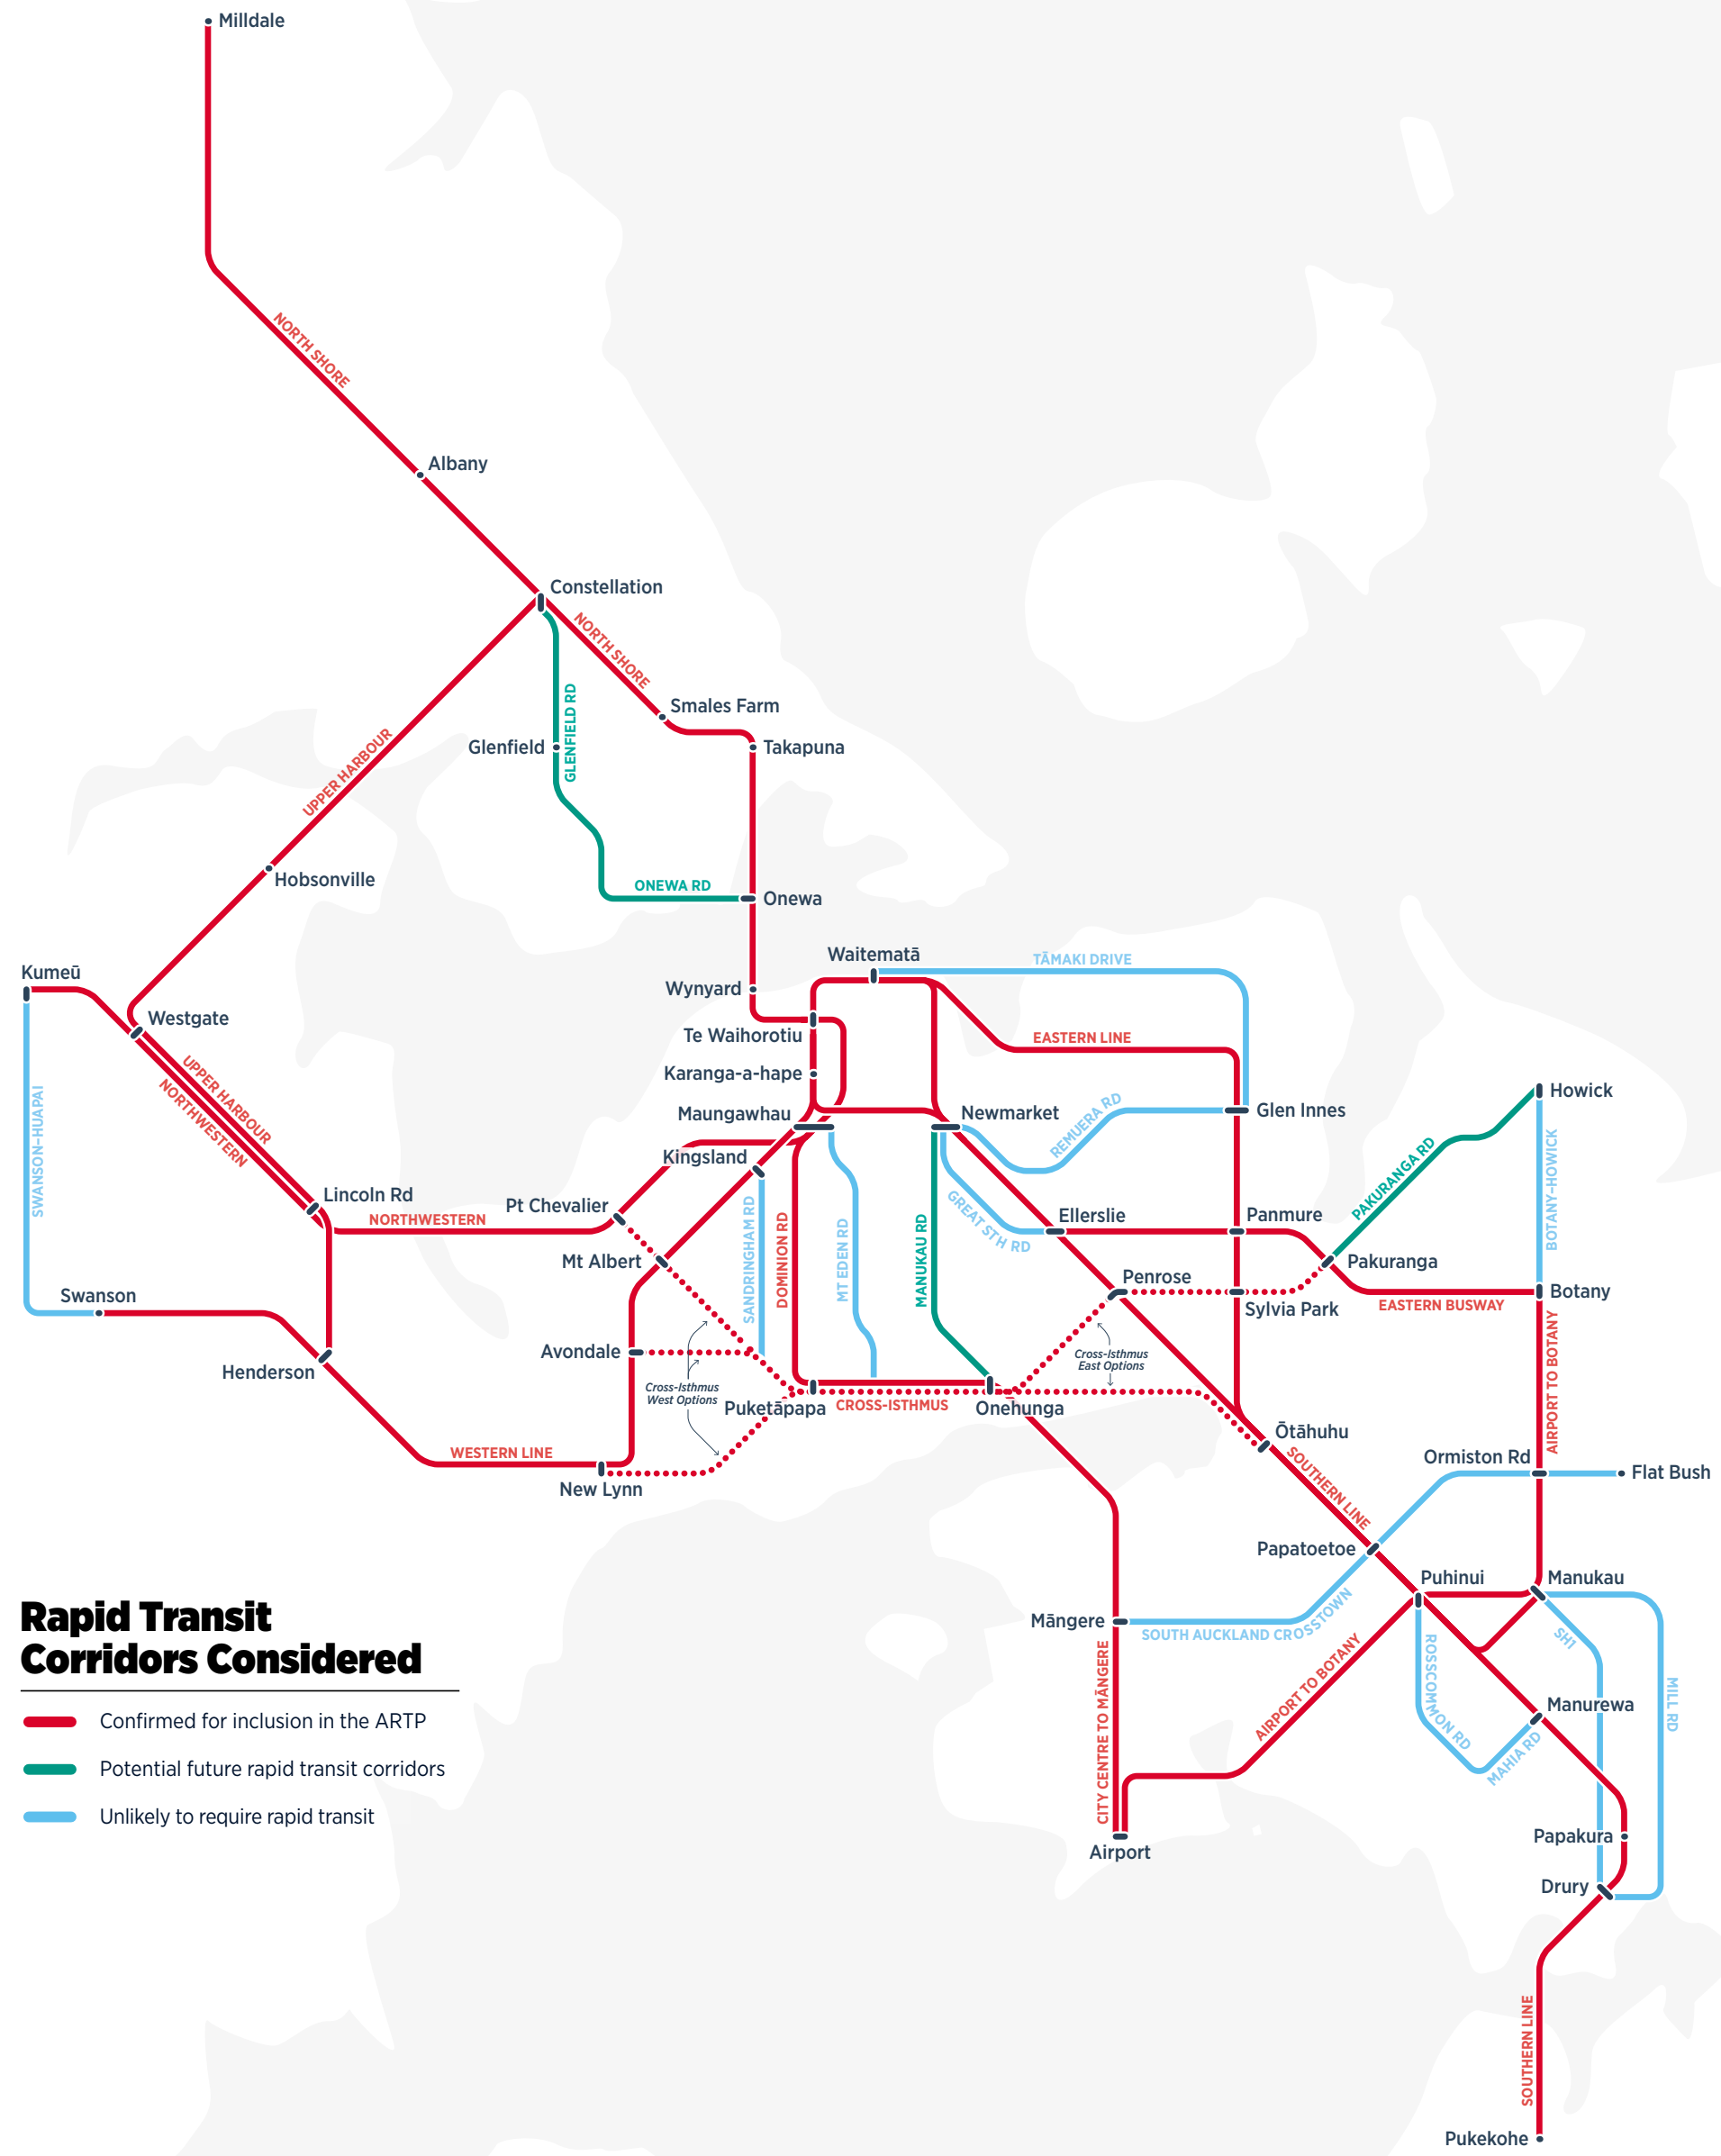 Milldale
NORTH SHORE
Albany
Constellation
NORTH SHORE
Smales Farm
GLENFIELD RD
Glenfield
Takapuna
UPPER HARBOUR
Hobsonville
ONEWA RD
Onewa
Waitematā
TĀMAKI DRIVE
Kumeū
Wynyard
Westgate
Te Waihorotiu
EASTERN LINE
Karanga-a-hape
UPPER HARBOUR
NORTHWESTERN
SWANSON–HUAPAI
Maungawhau
Newmarket
REMUERA RD
Glen Innes
Howick
Kingsland
BOTANY–HOWICK
PAKURANGA RD
Lincoln Rd
NORTHWESTERN
Pt Chevalier
GREAT STH RD
Ellerslie
Panmure
SANDRINGHAM RD
DOMINION RD
MT EDEN RD
MANUKAU RD
Mt Albert
Pakuranga
Penrose
Swanson
Sylvia Park
EASTERN BUSWAY
Botany
Avondale
Henderson
Cross-Isthmus
East Options
Cross-Isthmus
West Options
AIRPORT TO BOTANY
Puketāpapa
CROSS-ISTHMUS
Onehunga
Ōtāhuhu
WESTERN LINE
New Lynn
SOUTHERN LINE
Ormiston Rd
Flat Bush
Papatoetoe
Puhinui
Manukau
Māngere
SOUTH AUCKLAND CROSSTOWN
SH1
ROSSCOMMON RD
CITY CENTRE TO MĀNGERE
AIRPORT TO BOTANY
MILL RD
Manurewa
MAHIA RD
Papakura
Airport
Drury
SOUTHERN LINE
Pukekohe
Rapid Transit
Corridors Considered
Confirmed for inclusion in the ARTP
Potential future rapid transit corridors
Unlikely to require rapid transit